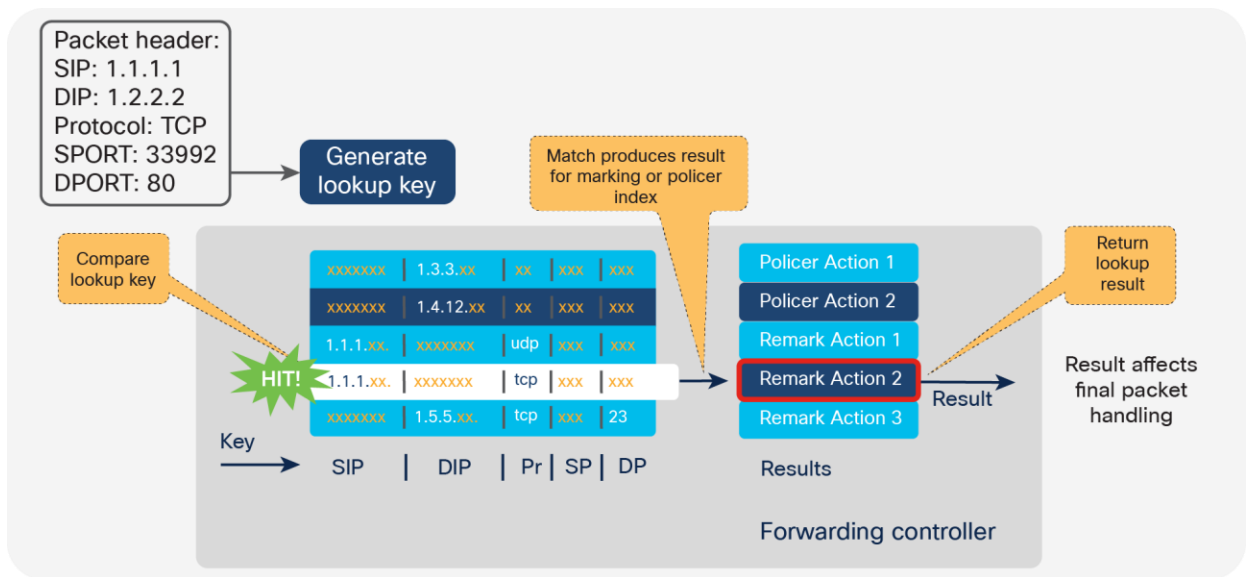 Packet header:
SIP: 1.1.1.1
DIP: 1.2.2.2
Protocol: TCP
SPORT: 33992
DPORT: 80
Generate
lookup key
Match produces result
for marking or policer
index
Compare
lookup key
Return
lookup
result
xxxxxxx | 1.3.3.xx | xx | xxx | xxx
xxxxxxx | 1.4.12.xx | xx | xxx | xxx
1.1.1.xx. | xxxxxxx | udp | xxx | xxx
HIT! 1.1.1.xx. | xxxxxxx | tcp | xxx | xxx
xxxxxxx | 1.5.5.xx. | tcp | xxx | 23
Key
SIP | DIP | Pr | SP | DP
Policer Action 1
Policer Action 2
Remark Action 1
Remark Action 2
Remark Action 3
Result
Results
Forwarding controller
Result affects
final packet
handling